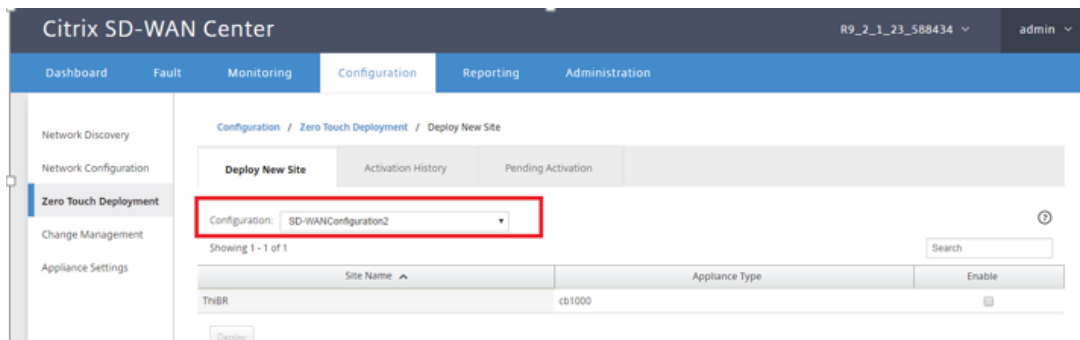 Citrix SD-WAN Center
R9_2_1_23_588434
admin
Dashboard Fault Monitoring Configuration Reporting Administration
Network Discovery
Network Configuration
Zero Touch Deployment
Change Management
Appliance Settings
Configuration / Zero Touch Deployment / Deploy New Site
Deploy New Site Activation History Pending Activation
Configuration: SD-WANConfiguration2
Showing 1 - 1 of 1
Search
Site Name Appliance Type Enable
ThiBR cb1000
Deploy